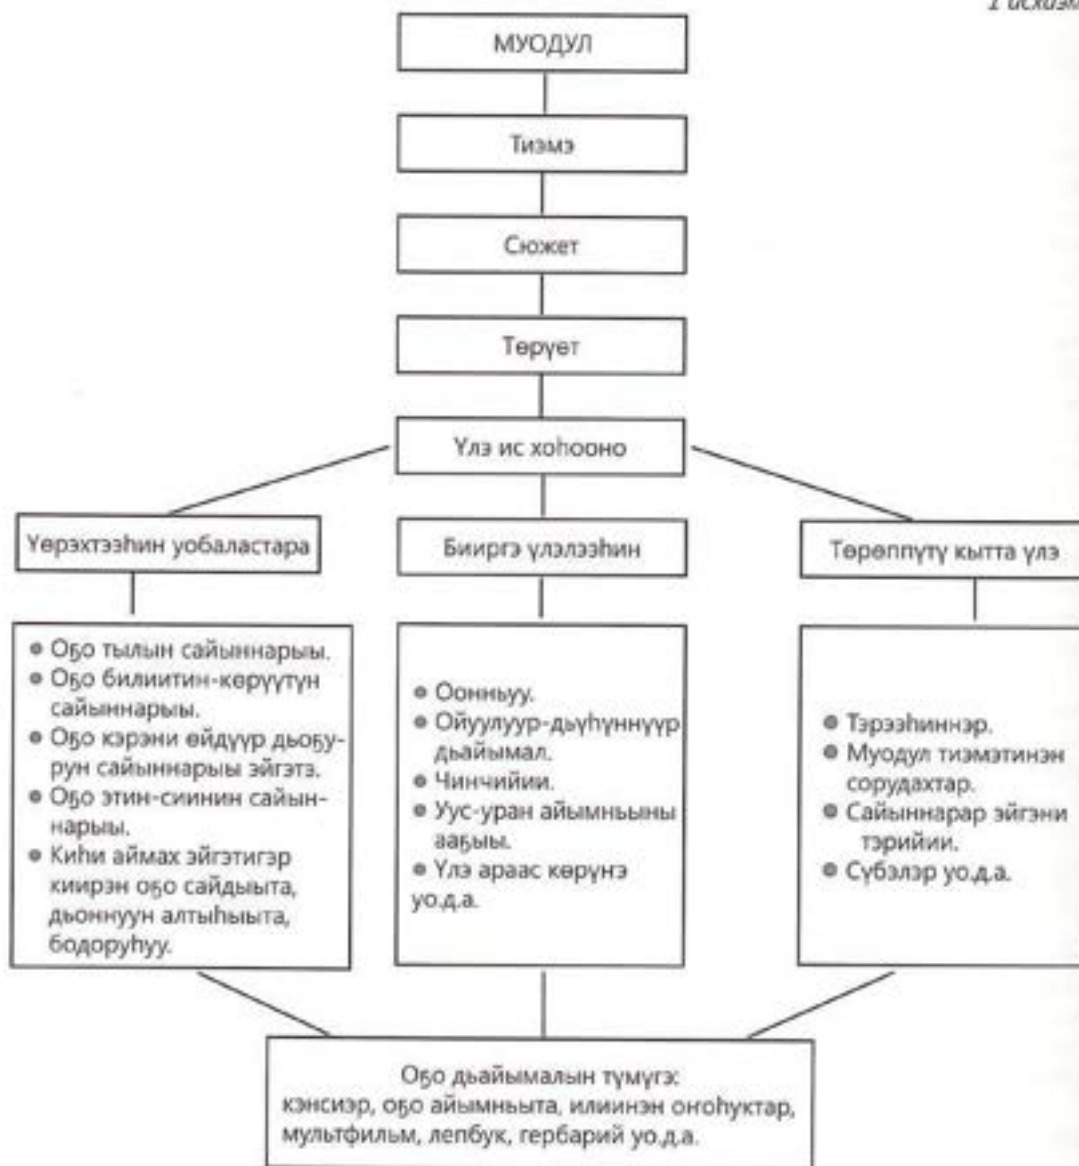 1 исхиэм
МУОДУЛ
Тиэмэ
Сюжет
Төрүөт
Үлэ ис хоһооно
Үөрэхтээһин уобаластара
Бииргэ үлэлээһин
Төрөппүтү кытта үлэ
● Оҕо тылын сайыннарыы.
● Оҕо билиитин-көрүүтүн
сайыннарыы.
● Оҕо кэрэни өйдүүр дьоҕу-
рун сайыннарыы эйгэтэ.
● Оҕо этин-сиинин сайын-
нарыы.
● Киһи аймах эйгэтигэр
киирэн оҕо сайдыыта,
дьоннуун алтыһыыта,
бодоруһуу.
● Оонньуу.
● Ойуулуур-дьүһүннүүр
дьайымал.
● Чинчийии.
● Уус-уран айымньыны
ааҕыы.
● Үлэ араас көрүҥэ
уо.д.а.
● Тэрээһиннэр.
● Муодул тиэмэтинэн
сорудахтар.
● Сайыннарар эйгэни
тэрийии.
● Сүбэлэр уо.д.а.
Оҕо дьайымалын түмүгэ:
кэнсиэр, оҕо айымньыта, илиинэн оҥоһуктар,
мультфильм, лепбук, гербарий уо.д.а.